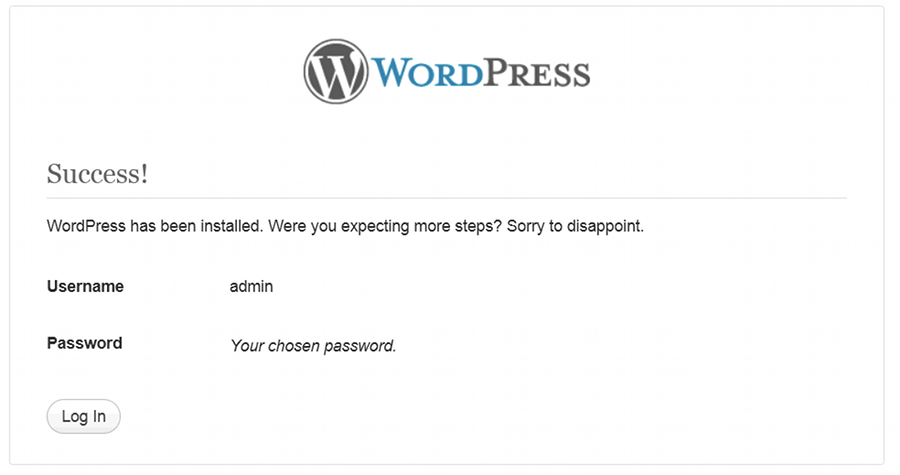 WORDPRESS
Success!
WordPress has been installed. Were you expecting more steps? Sorry to disappoint.
Username admin
Password Your chosen password.
Log In